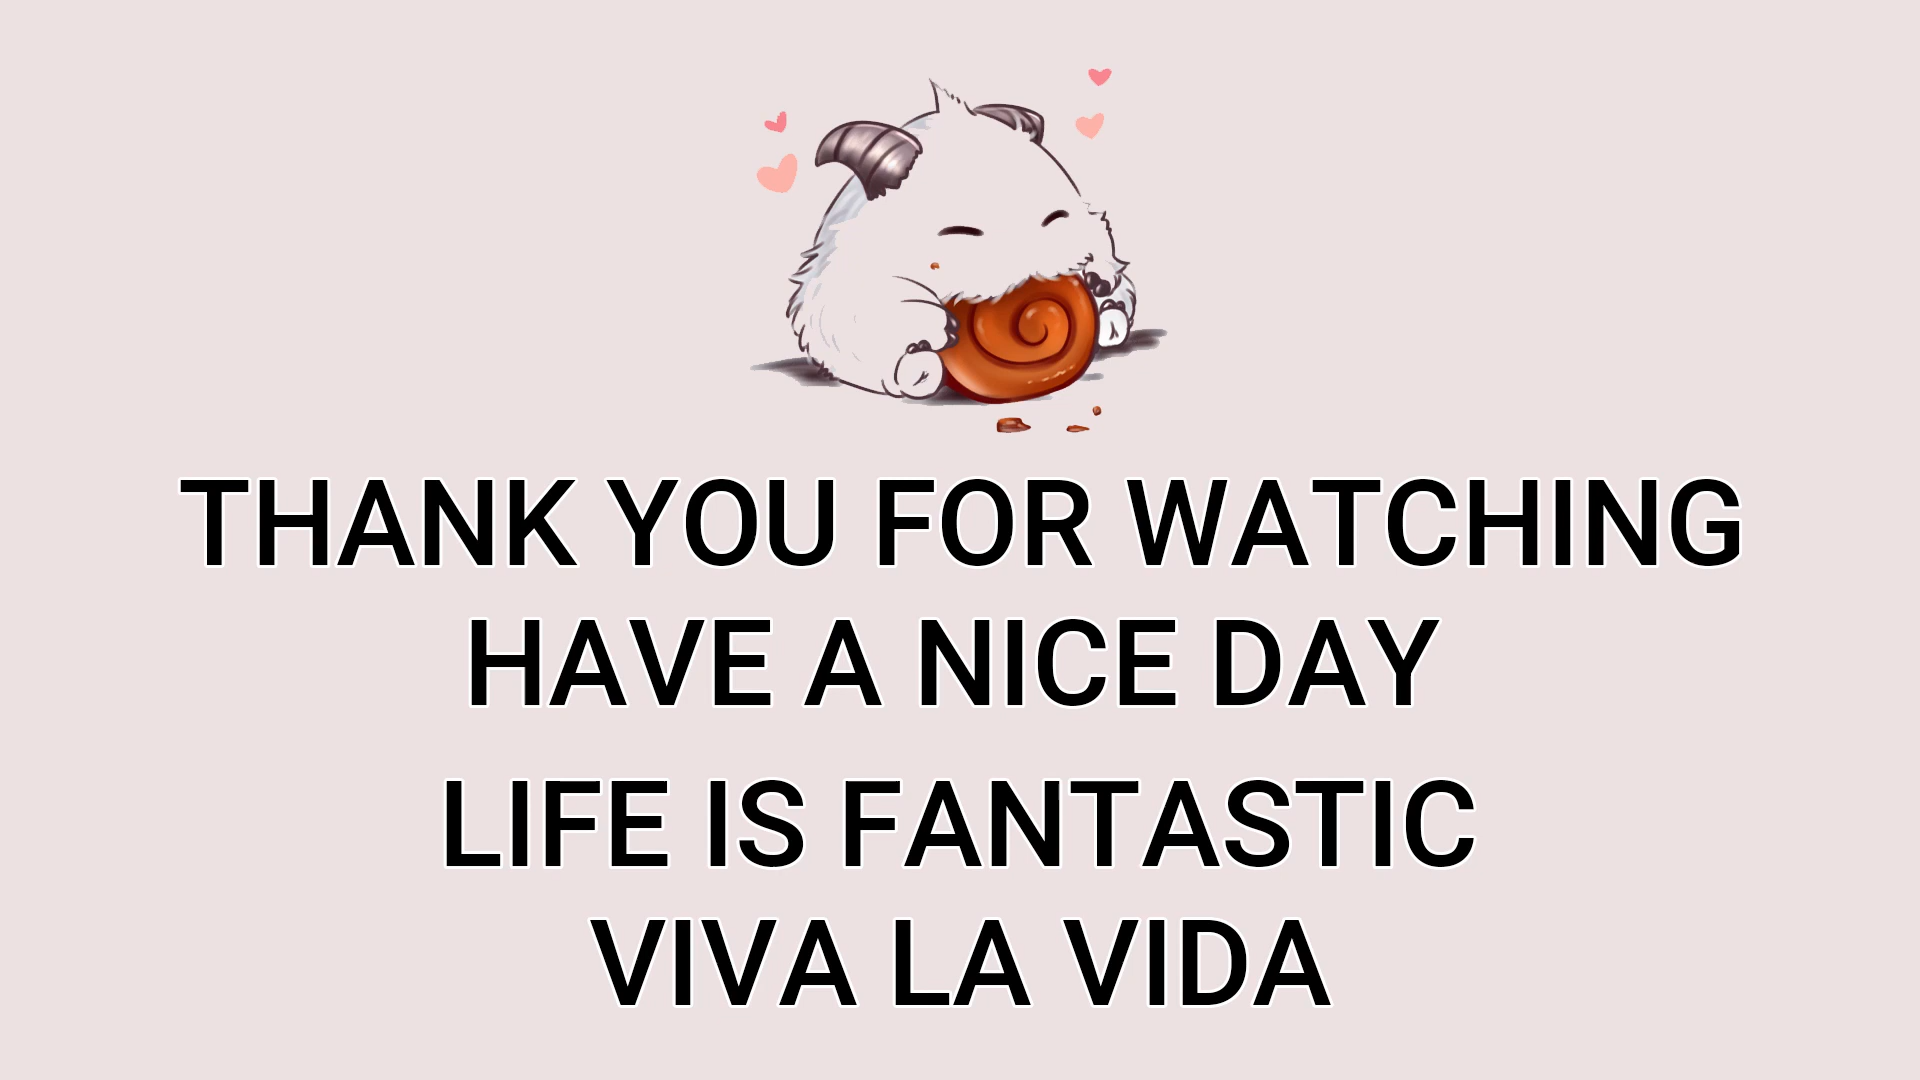 THANK YOU FOR WATCHING
HAVE A NICE DAY
LIFE IS FANTASTIC
VIVA LA VIDA